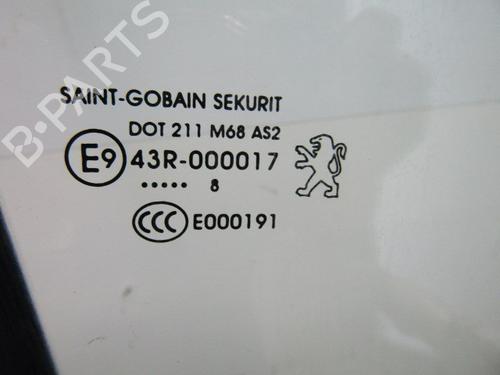 B-PARTS
SAINT-GOBAIN SEKURIT
DOT 211 M68 AS2
E9 43R-000017
..... 8
CCC E000191